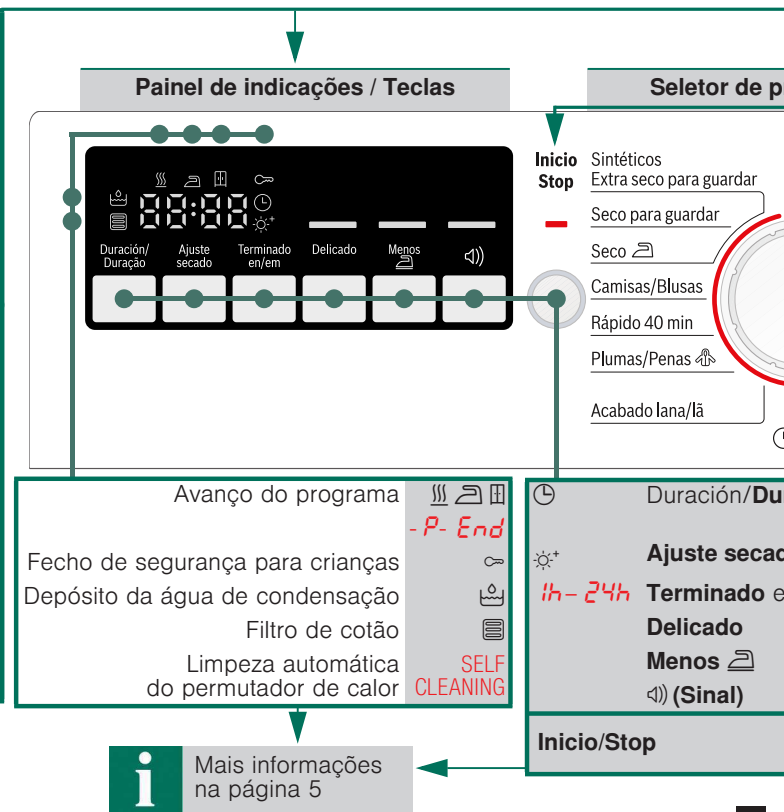 Painel de indicações / Teclas
Seletor de p
Inicio
Stop
Sintéticos
Extra seco para guardar
Seco para guardar
Seco
Camisas/Blusas
Rápido 40 min
Plumas/Penas
Acabado lana/lã
88:88
Duración/
Duração
Ajuste
secado
Terminado
en/em
Delicado
Menos
Avanço do programa
-P- End
Fecho de segurança para crianças
Depósito da água de condensação
Filtro de cotão
Limpeza automática SELF
do permutador de calor CLEANING
Duración/Du
Ajuste secad
1h – 24h Terminado e
Delicado
Menos
(Sinal)
Inicio/Stop
i
Mais informações
na página 5